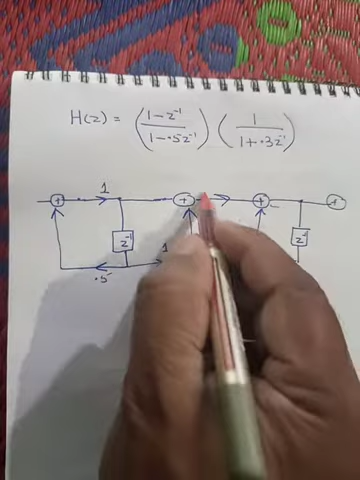 H(z) = (1-z⁻¹ / 1-.5z⁻¹) (1 / 1+.3z⁻¹)
+ 1 + + +
z⁻¹ z⁻¹
.5 1